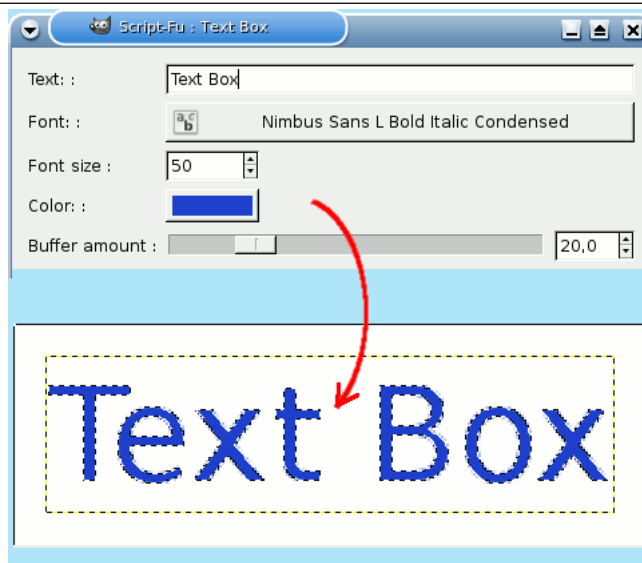 Script-Fu : Text Box
Text: : Text Box
Font: : abc Nimbus Sans L Bold Italic Condensed
Font size : 50
Color: :
Buffer amount : 20,0
Text Box